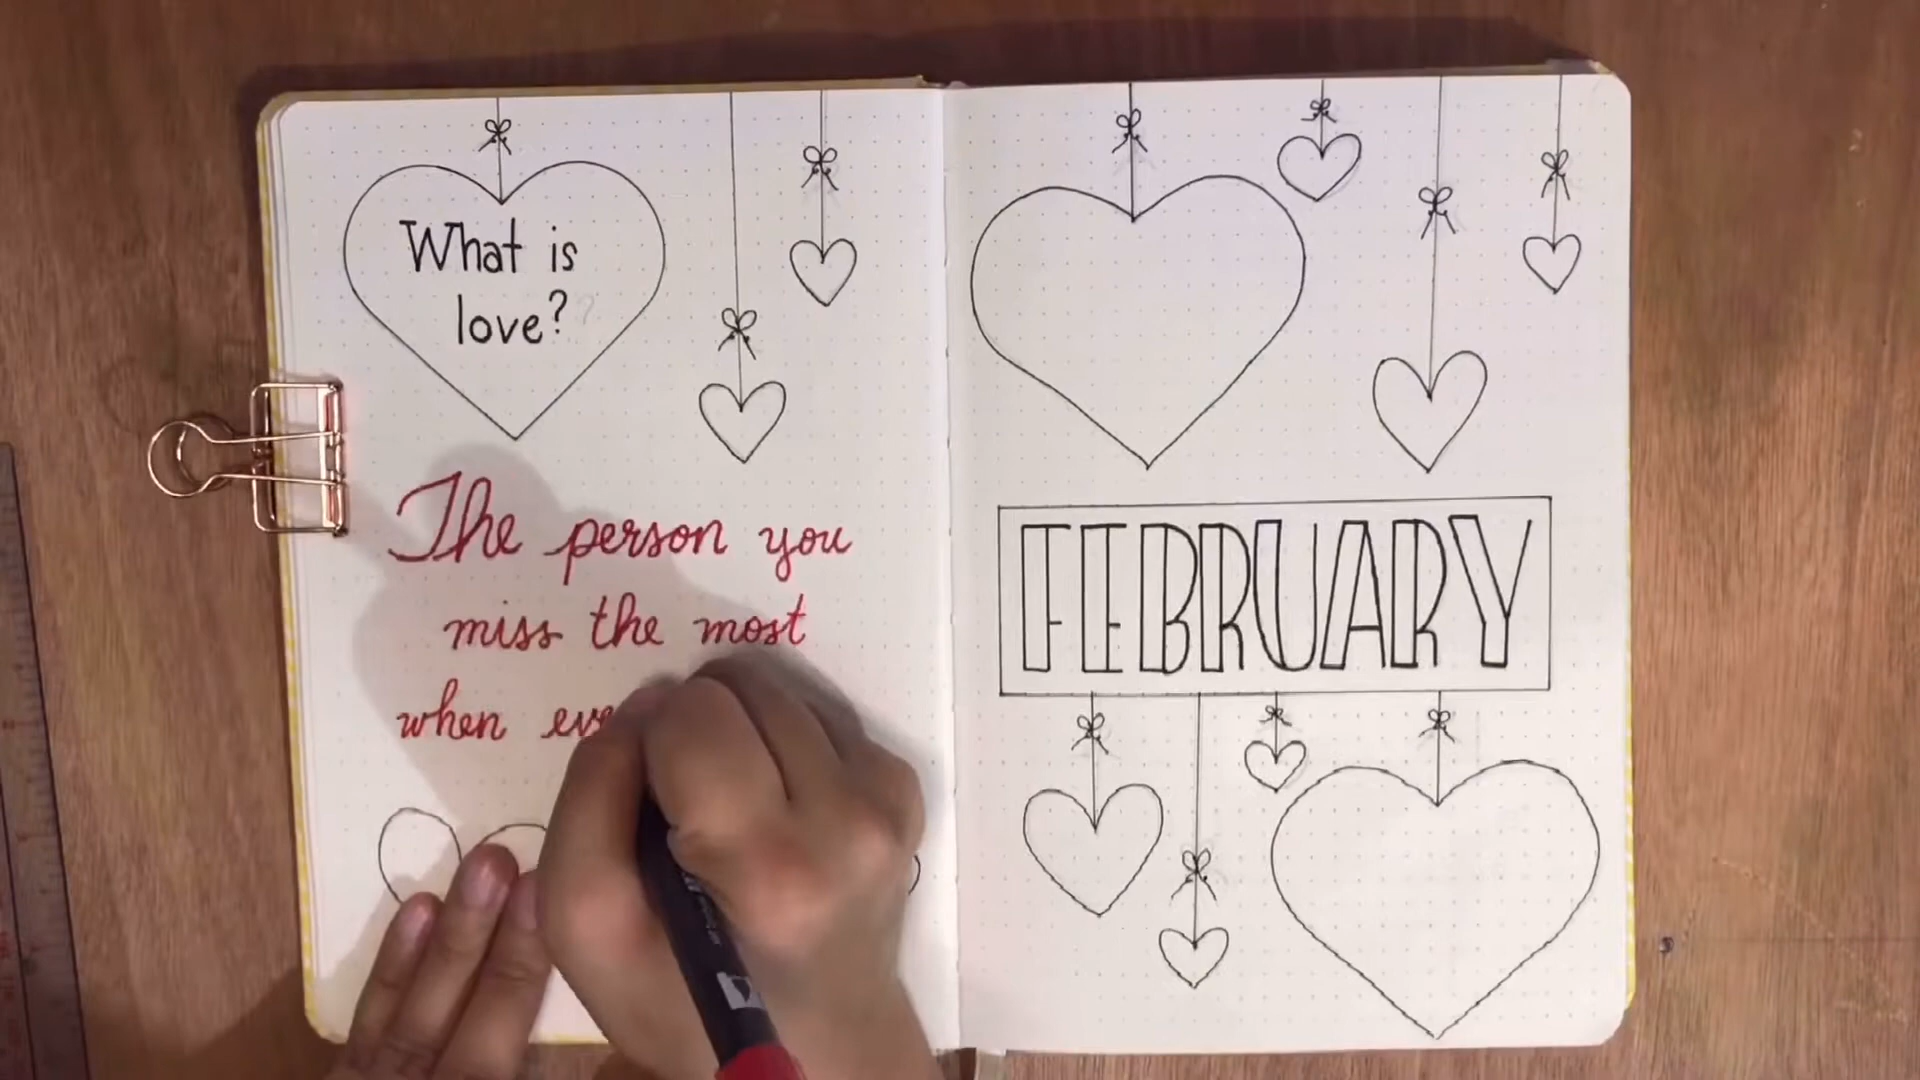 What is
love?
The person you
miss the most
when
FEBRUARY